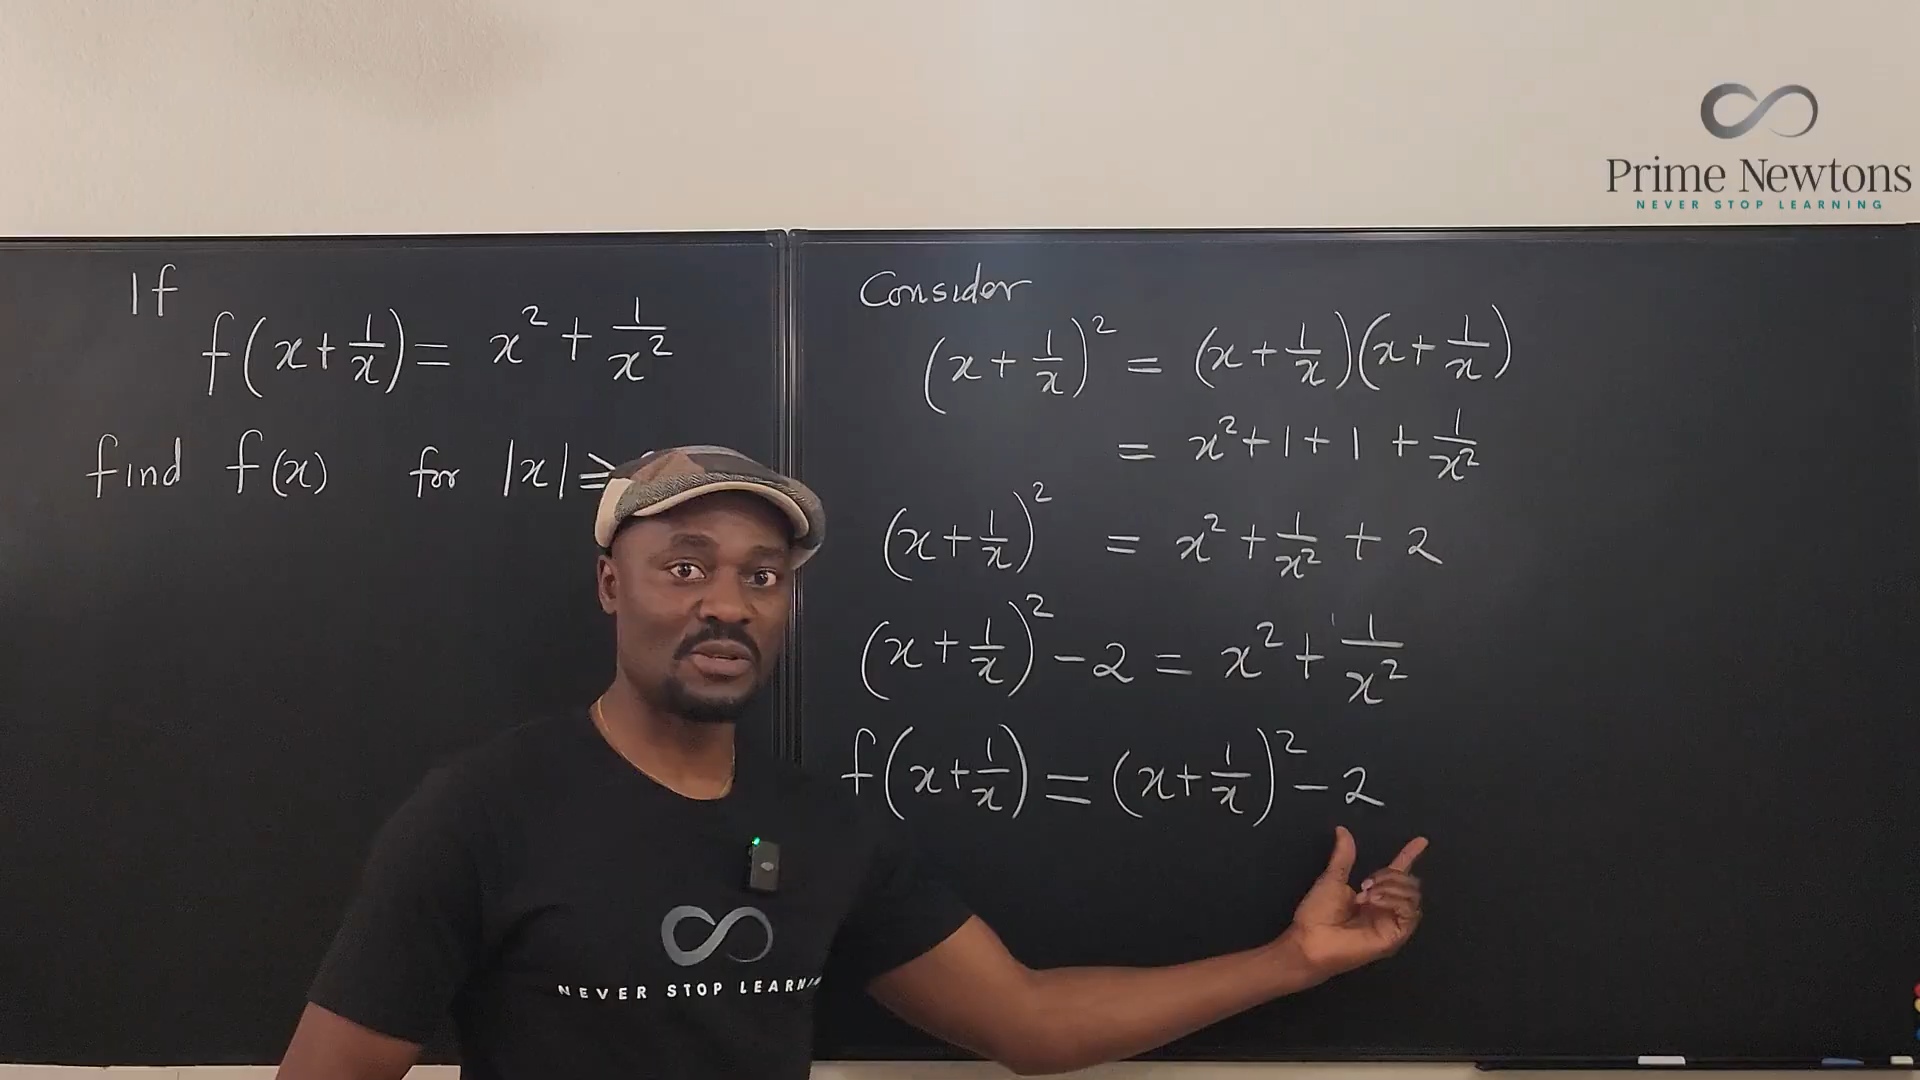 Prime Newtons
NEVER STOP LEARNING
If
f(x+1/x) = x² + 1/x²
find f(x) for |x| ≥
Consider
(x + 1/x)² = (x + 1/x)(x + 1/x)
= x² + 1 + 1 + 1/x²
(x + 1/x)² = x² + 1/x² + 2
(x + 1/x)² - 2 = x² + 1/x²
f(x + 1/x) = (x + 1/x)² - 2
NEVER STOP LEARNIN